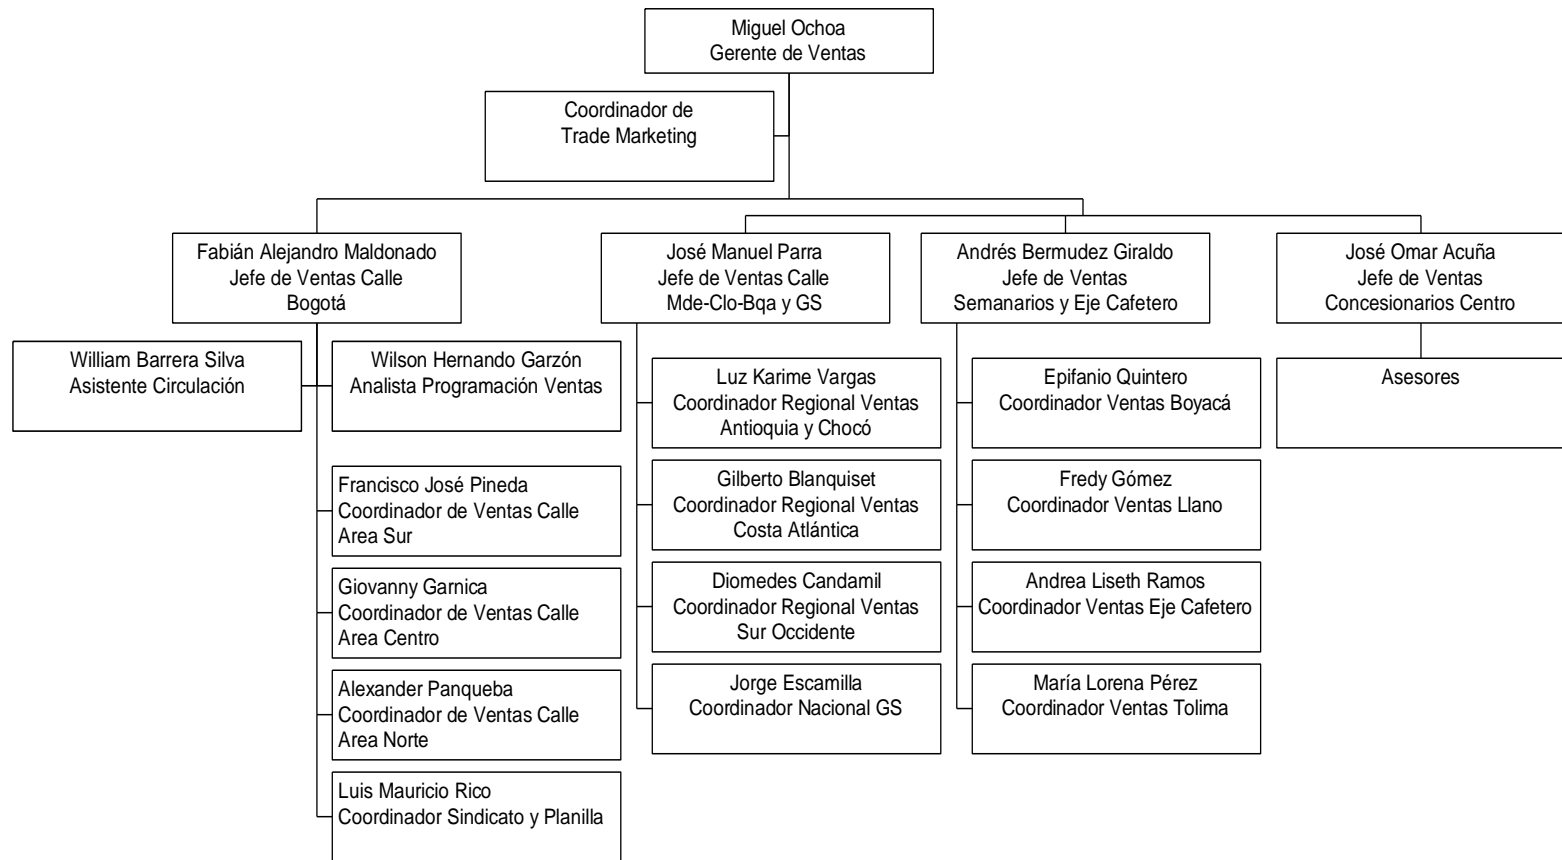 Miguel Ochoa
Gerente de Ventas
Coordinador de
Trade Marketing
Fabián Alejandro Maldonado
Jefe de Ventas Calle
Bogotá
José Manuel Parra
Jefe de Ventas Calle
Mde-Clo-Bqa y GS
Andrés Bermudez Giraldo
Jefe de Ventas
Semanarios y Eje Cafetero
José Omar Acuña
Jefe de Ventas
Concesionarios Centro
William Barrera Silva
Asistente Circulación
Wilson Hernando Garzón
Analista Programación Ventas
Francisco José Pineda
Coordinador de Ventas Calle
Area Sur
Giovanny Garnica
Coordinador de Ventas Calle
Area Centro
Alexander Panqueba
Coordinador de Ventas Calle
Area Norte
Luis Mauricio Rico
Coordinador Sindicato y Planilla
Luz Karime Vargas
Coordinador Regional Ventas
Antioquia y Chocó
Gilberto Blanquiset
Coordinador Regional Ventas
Costa Atlántica
Diomedes Candamil
Coordinador Regional Ventas
Sur Occidente
Jorge Escamilla
Coordinador Nacional GS
Epifanio Quintero
Coordinador Ventas Boyacá
Fredy Gómez
Coordinador Ventas Llano
Andrea Liseth Ramos
Coordinador Ventas Eje Cafetero
María Lorena Pérez
Coordinador Ventas Tolima
Asesores